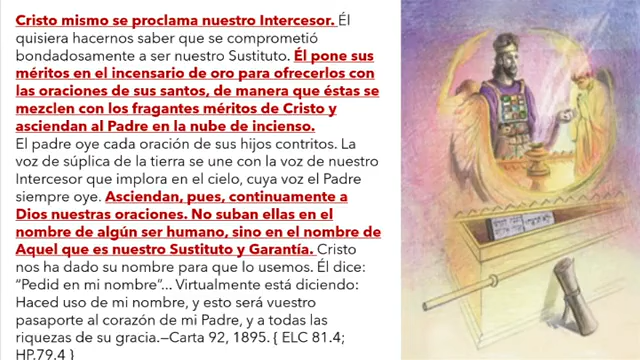 Cristo mismo se proclama nuestro Intercesor. Él
quisiera hacernos saber que se comprometió
bondadosamente a ser nuestro Sustituto. Él pone sus
méritos en el incensario de oro para ofrecerlos con
las oraciones de sus santos, de manera que éstas se
mezclen con los fragantes méritos de Cristo y
asciendan al Padre en la nube de incienso.
El padre oye cada oración de sus hijos contritos. La
voz de súplica de la tierra se une con la voz de nuestro
Intercesor que implora en el cielo, cuya voz el Padre
siempre oye. Asciendan, pues, continuamente a
Dios nuestras oraciones. No suban ellas en el
nombre de algún ser humano, sino en el nombre de
Aquel que es nuestro Sustituto y Garantía. Cristo
nos ha dado su nombre para que lo usemos. Él dice:
“Pedid en mi nombre”... Virtualmente está diciendo:
Haced uso de mi nombre, y esto será vuestro
pasaporte al corazón de mi Padre, y a todas las
riquezas de su gracia.—Carta 92, 1895. { ELC 81.4;
HP.79.4 }